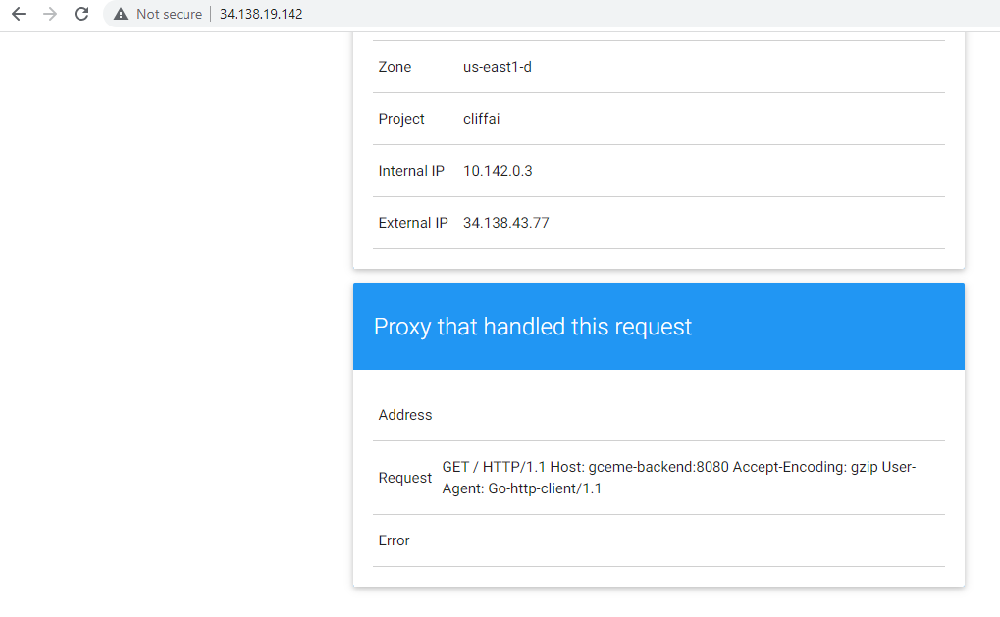 Not secure | 34.138.19.142
Zone us-east1-d
Project cliffai
Internal IP 10.142.0.3
External IP 34.138.43.77
Proxy that handled this request
Address
Request GET / HTTP/1.1 Host: gceme-backend:8080 Accept-Encoding: gzip User-
Agent: Go-http-client/1.1
Error